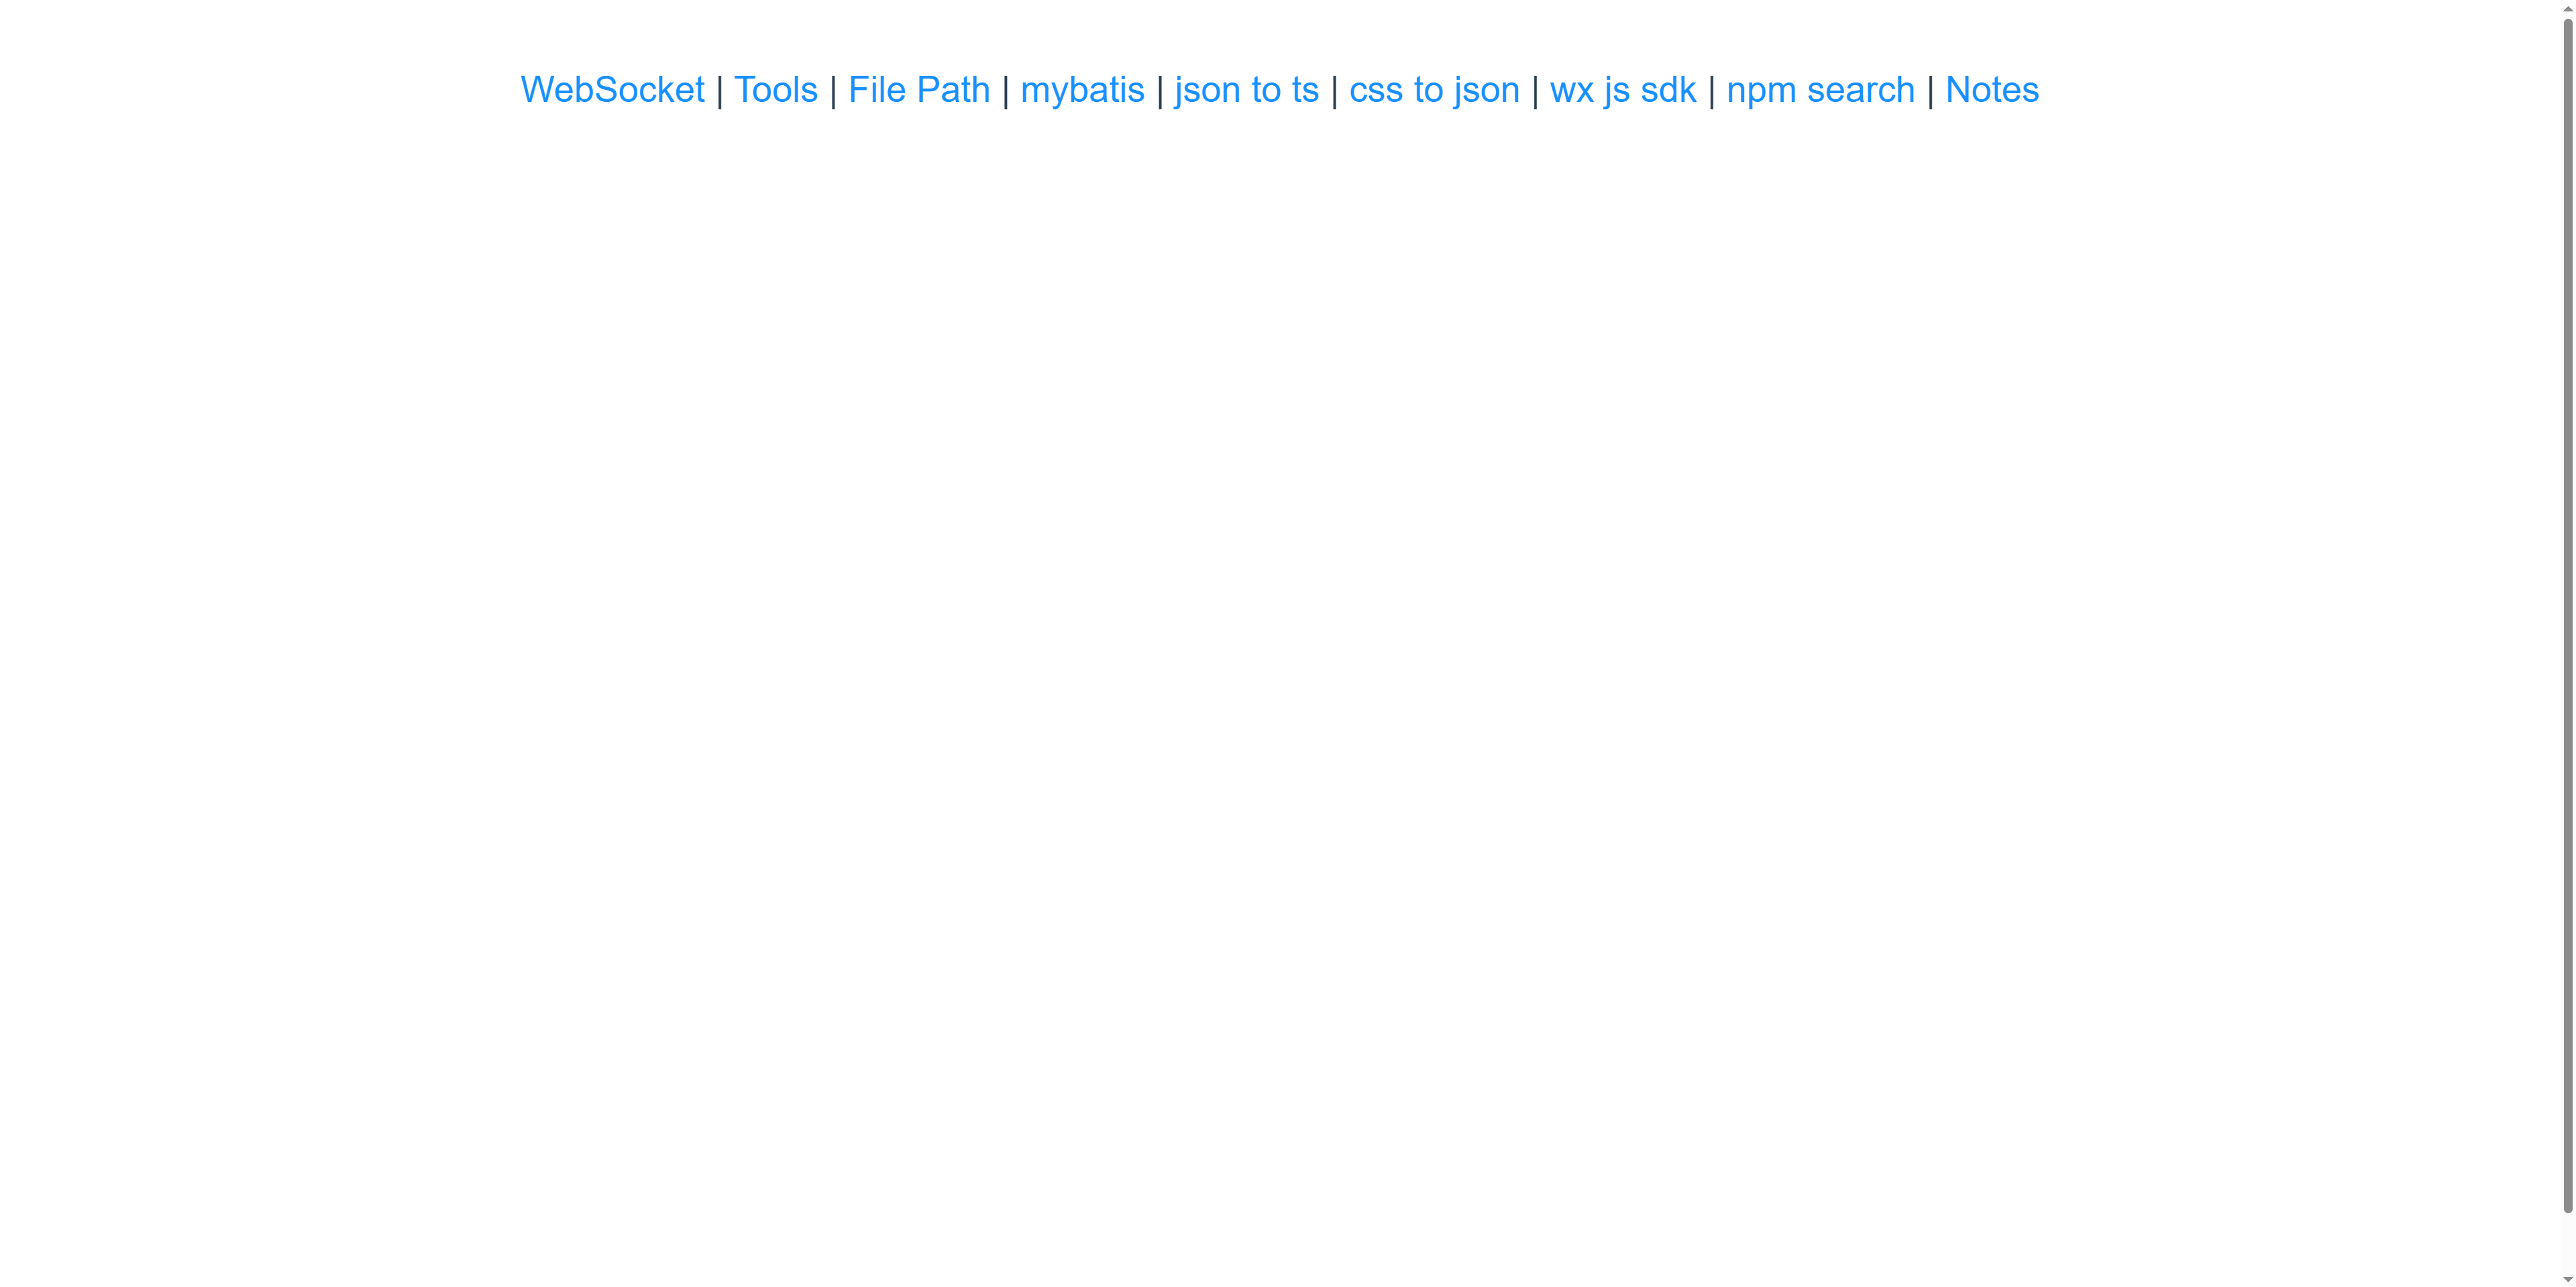 WebSocket | Tools | File Path | mybatis | json to ts | css to json | wx js sdk | npm search | Notes